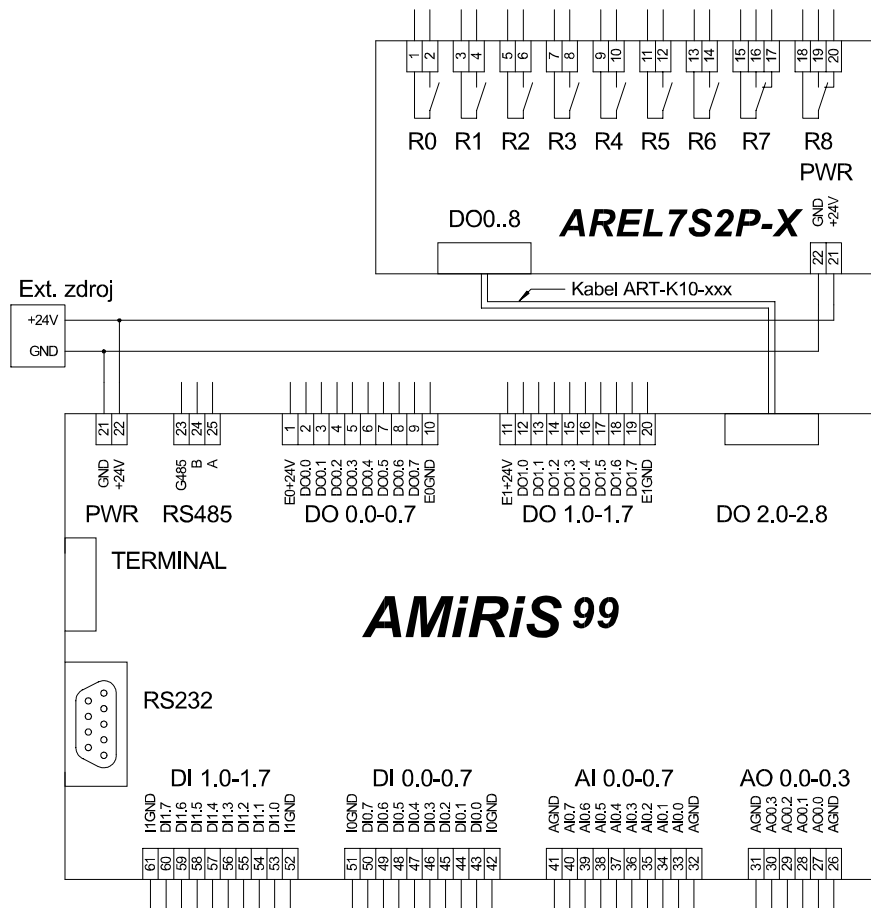 1 2 3 4 5 6 7 8 9 10 11 12 13 14 15 16 17 18 19 20
R0 R1 R2 R3 R4 R5 R6 R7 R8
PWR
DO0..8
AREL7S2P-X
GND
+24V
22 21
Kabel ART-K10-xxx
Ext. zdroj
+24V
GND
21 22 23 24 25 1 2 3 4 5 6 7 8 9 10 11 12 13 14 15 16 17 18 19 20
GND
+24V
G485
B
A
E0+24V
DO0.0
DO0.1
DO0.2
DO0.3
DO0.4
DO0.5
DO0.6
DO0.7
E0GND
E1+24V
DO1.0
DO1.1
DO1.2
DO1.3
DO1.4
DO1.5
DO1.6
DO1.7
E1GND
PWR RS485 DO 0.0-0.7 DO 1.0-1.7 DO 2.0-2.8
TERMINAL
AMiRiS 99
RS232
DI 1.0-1.7 DI 0.0-0.7 AI 0.0-0.7 AO 0.0-0.3
I1GND
DI1.7
DI1.6
DI1.5
DI1.4
DI1.3
DI1.2
DI1.1
DI1.0
I1GND
I0GND
DI0.7
DI0.6
DI0.5
DI0.4
DI0.3
DI0.2
DI0.1
DI0.0
I0GND
AGND
AI0.7
AI0.6
AI0.5
AI0.4
AI0.3
AI0.2
AI0.1
AI0.0
AGND
AGND
AO0.3
AO0.2
AO0.1
AO0.0
AGND
61 60 59 58 57 56 55 54 53 52 51 50 49 48 47 46 45 44 43 42 41 40 39 38 37 36 35 34 33 32 31 30 29 28 27 26